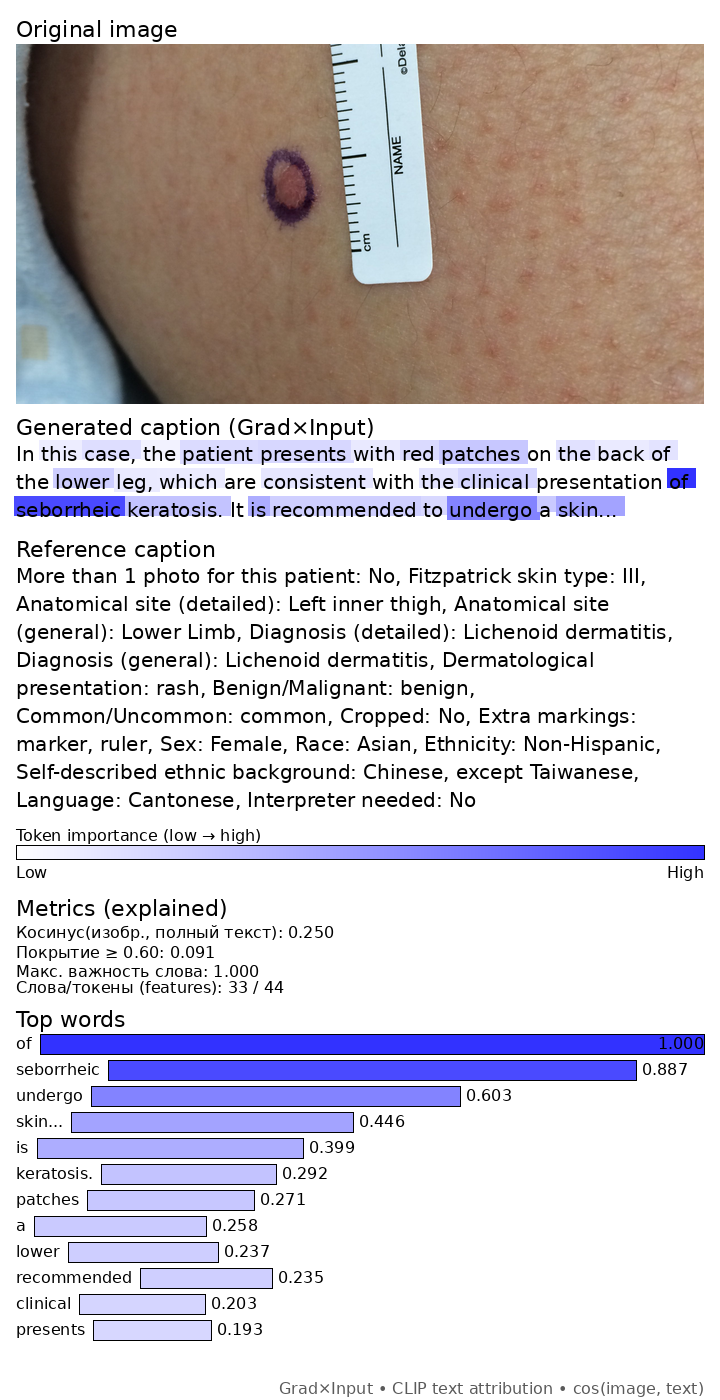 Original image
©Dela
NAME
cm
Generated caption (Grad×Input)
In this case, the patient presents with red patches on the back of
the lower leg, which are consistent with the clinical presentation of
seborrheic keratosis. It is recommended to undergo a skin...
Reference caption
More than 1 photo for this patient: No, Fitzpatrick skin type: III,
Anatomical site (detailed): Left inner thigh, Anatomical site
(general): Lower Limb, Diagnosis (detailed): Lichenoid dermatitis,
Diagnosis (general): Lichenoid dermatitis, Dermatological
presentation: rash, Benign/Malignant: benign,
Common/Uncommon: common, Cropped: No, Extra markings:
marker, ruler, Sex: Female, Race: Asian, Ethnicity: Non-Hispanic,
Self-described ethnic background: Chinese, except Taiwanese,
Language: Cantonese, Interpreter needed: No
Token importance (low → high)
Low High
Metrics (explained)
Косинус(изобр., полный текст): 0.250
Покрытие ≥ 0.60: 0.091
Макс. важность слова: 1.000
Слова/токены (features): 33 / 44
Top words
of 1.000
seborrheic 0.887
undergo 0.603
skin... 0.446
is 0.399
keratosis. 0.292
patches 0.271
a 0.258
lower 0.237
recommended 0.235
clinical 0.203
presents 0.193
Grad×Input • CLIP text attribution • cos(image, text)